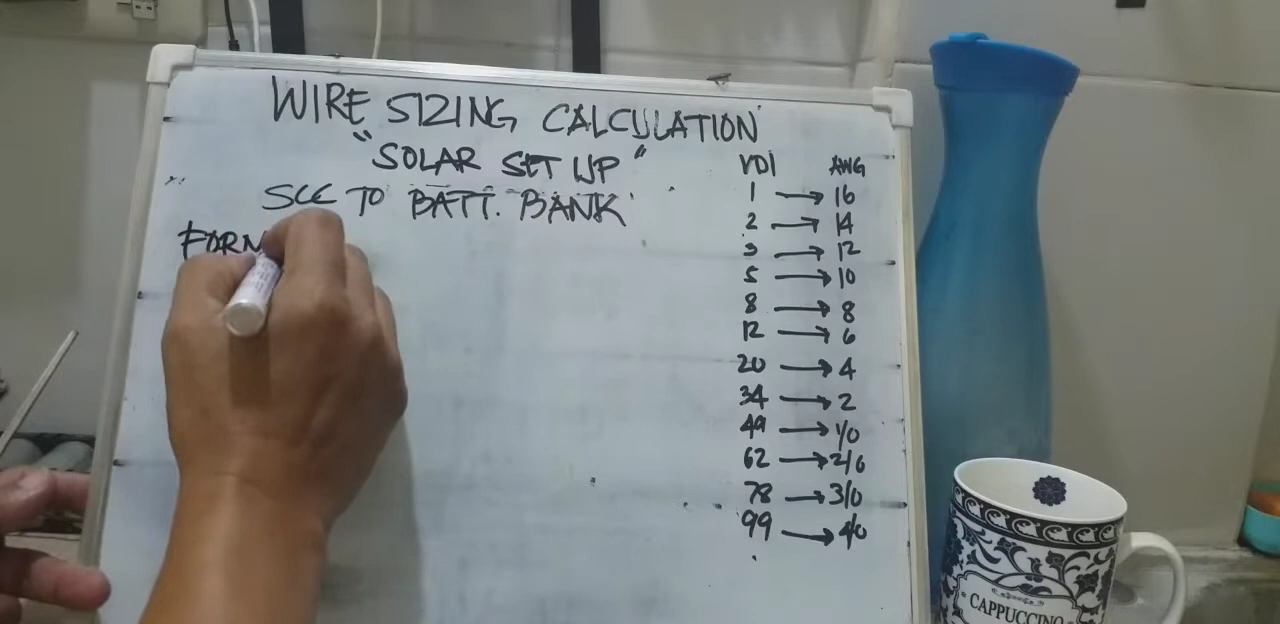 WIRE SIZING CALCULATION
"SOLAR SET UP"
SCC TO BATT. BANK
FORM
VDI AWG
1 → 16
2 → 14
3 → 12
5 → 10
8 → 8
12 → 6
20 → 4
34 → 2
49 → 1/0
62 → 2/0
78 → 3/0
99 → 4/0
CAPPUCCINO